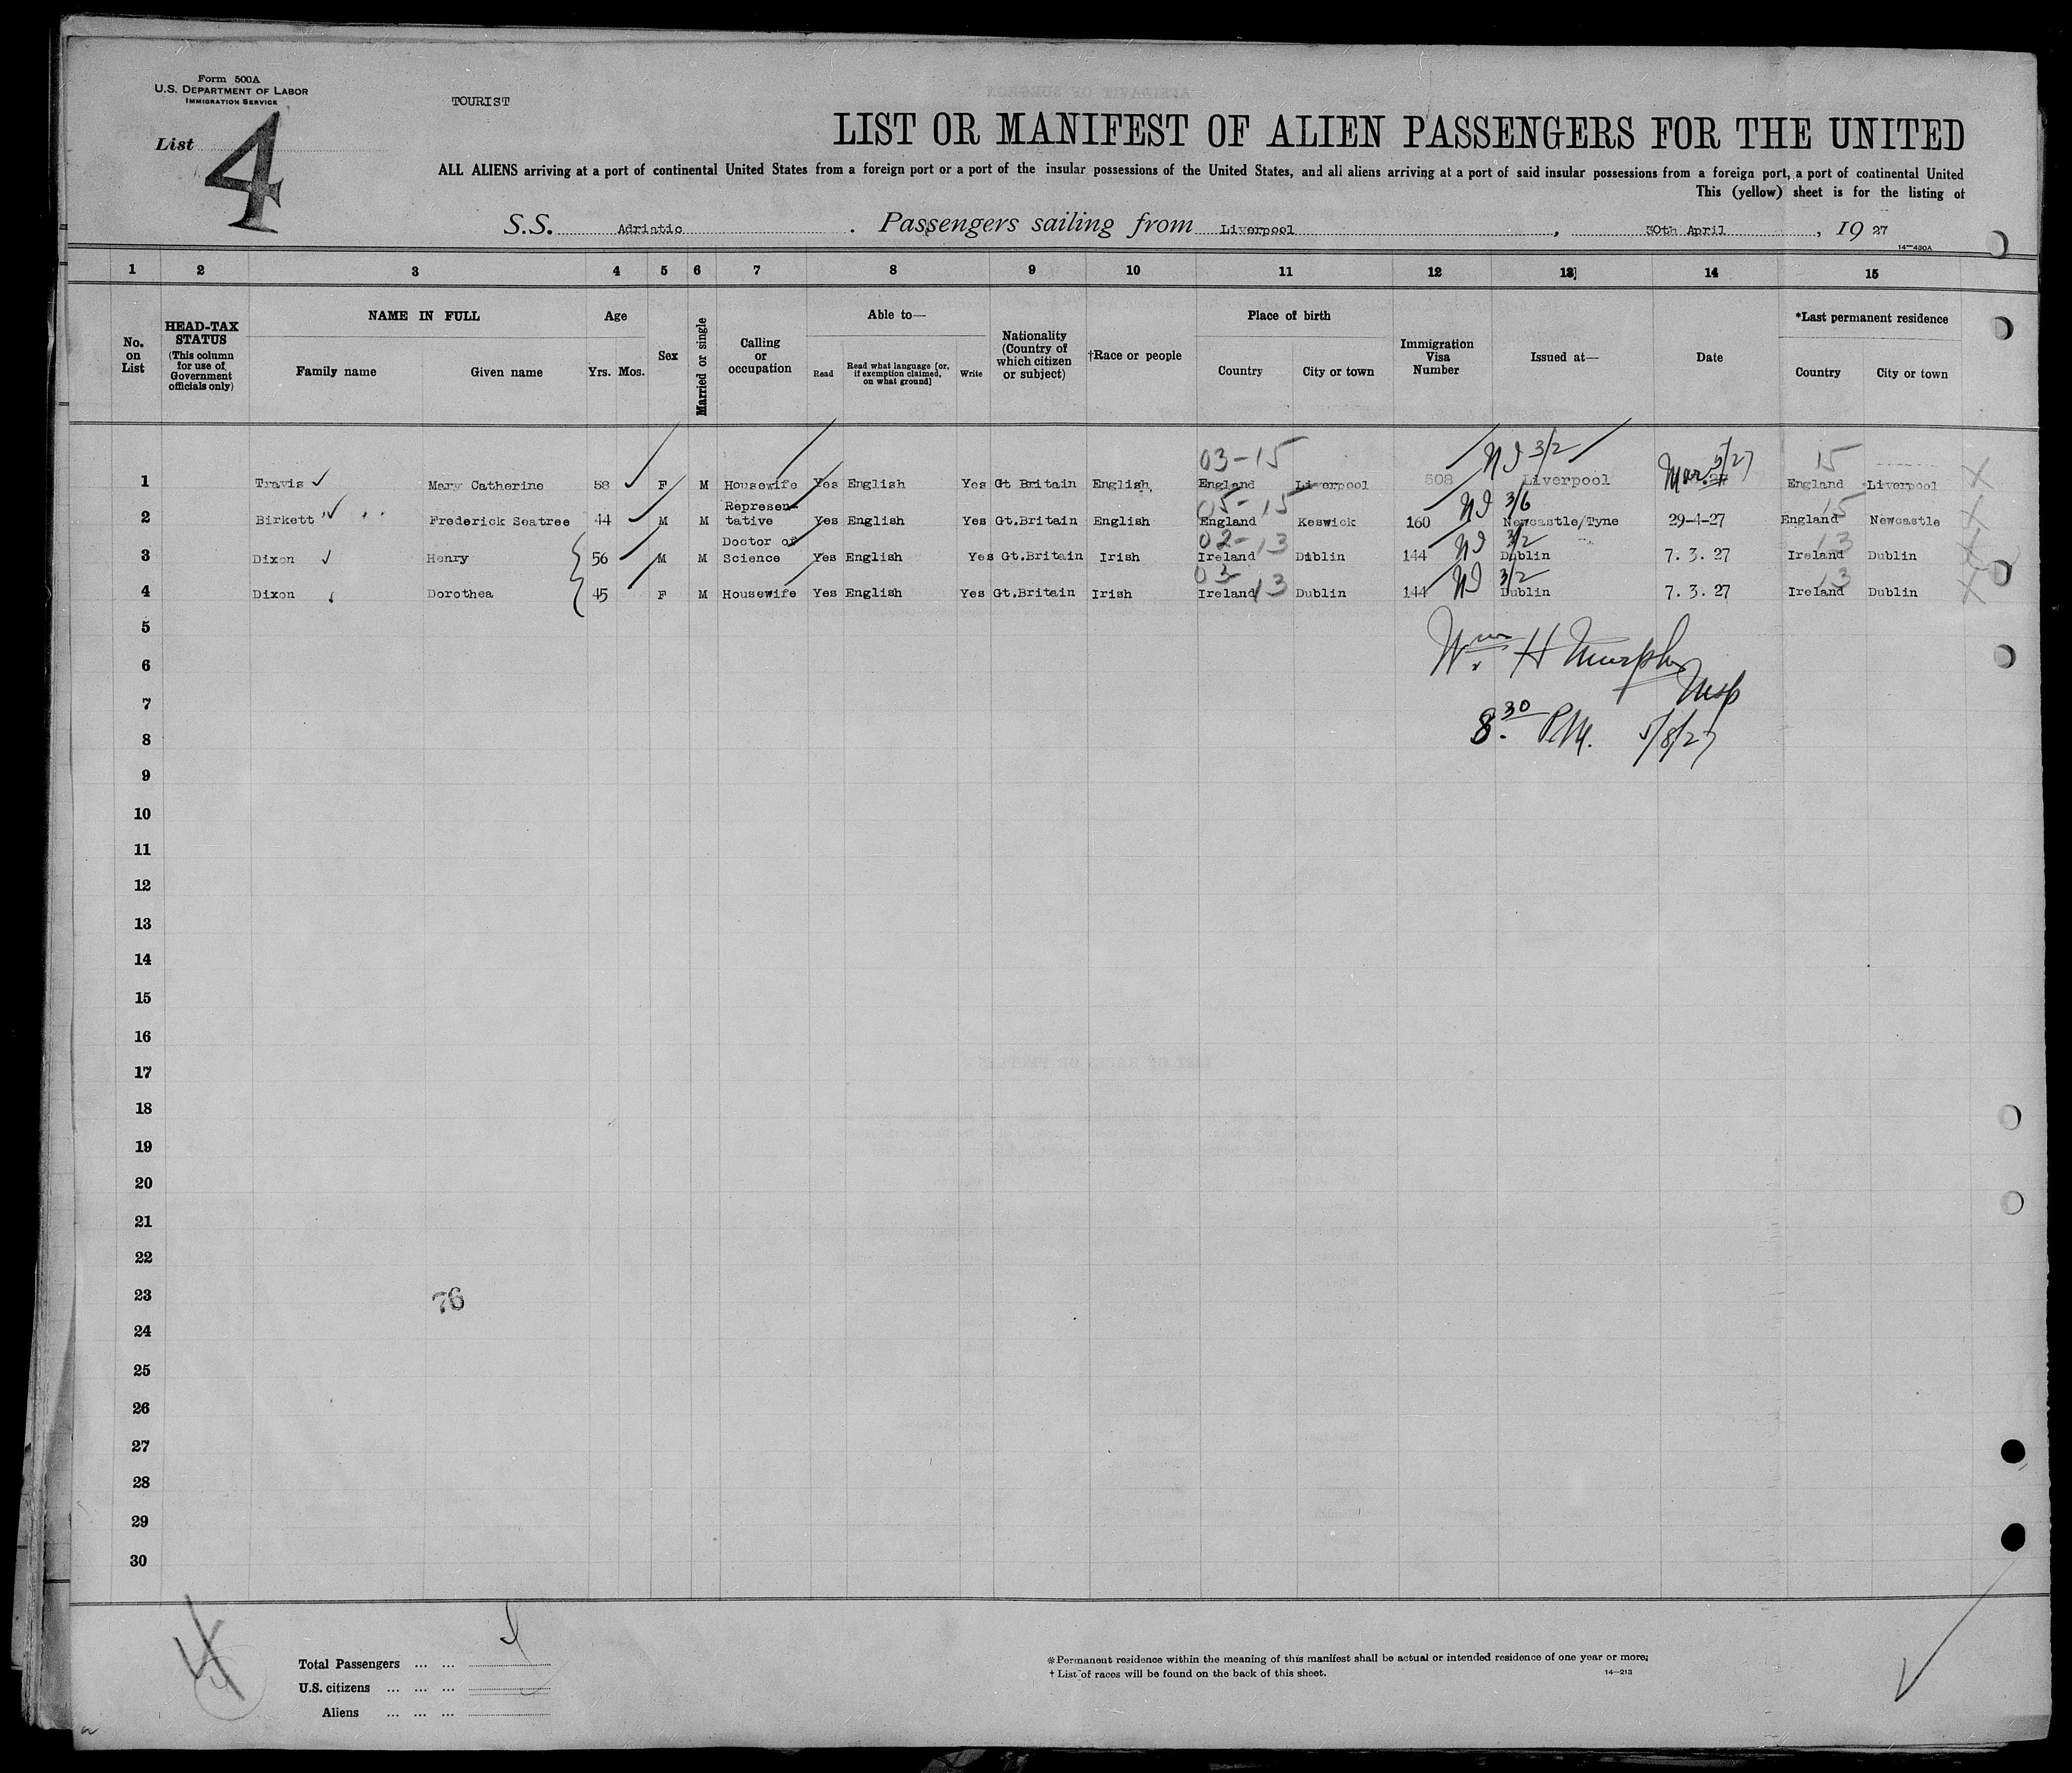 Form 500A
U.S. DEPARTMENT OF LABOR
IMMIGRATION SERVICE
TOURIST
List 4
LIST OR MANIFEST OF ALIEN PASSENGERS FOR THE UNITED
ALL ALIENS arriving at a port of continental United States from a foreign port or a port of the insular possessions of the United States, and all aliens arriving at a port of said insular possessions from a foreign port, a port of continental United
This (yellow) sheet is for the listing of
S.S. Adriatic . Passengers sailing from Liverpool , 30th April , 19 27
14—430A
1 2 3 4 5 6 7 8 9 10 11 12 13 14 15
No. on List
HEAD-TAX STATUS
(This column for use of Government officials only)
NAME IN FULL
Family name Given name
Age
Yrs. Mos.
Sex
Married or single
Calling or occupation
Able to—
Read Read what language [or, if exemption claimed, on what ground] Write
Nationality (Country of which citizen or subject)
†Race or people
Place of birth
Country City or town
Immigration Visa Number
Issued at—
Date
*Last permanent residence
Country City or town
03-15 NI 3/2 5/27 15
1 Travis Mary Catherine 58 F M Housewife Yes English Yes Gt Britain English England Liverpool 508 Liverpool Mar. England Liverpool X
05-15 NI 3/6 15
2 Birkett Frederick Seatree 44 M M Represen-tative Yes English Yes Gt.Britain English England Keswick 160 Newcastle/Tyne 29-4-27 England Newcastle X
02-13 NI 3/2 13
3 Dixon Henry 56 M M Doctor of Science Yes English Yes Gt.Britain Irish Ireland Dublin 144 Dublin 7. 3. 27 Ireland Dublin X
03-13 NI 3/2 13
4 Dixon Dorothea 45 F M Housewife Yes English Yes Gt.Britain Irish Ireland Dublin 144 Dublin 7. 3. 27 Ireland Dublin X
5
Wm. H Murphy
6
Insp
7
8.30 P.M. 5/8/27
8
9
10
11
12
13
14
15
16
17
18
19
20
21
22
23
76
24
25
26
27
28
29
30
4
Total Passengers ... ...
U.S. citizens ... ... ...
Aliens ... ... ...
*Permanent residence within the meaning of this manifest shall be actual or intended residence of one year or more;
† List of races will be found on the back of this sheet.
14—213